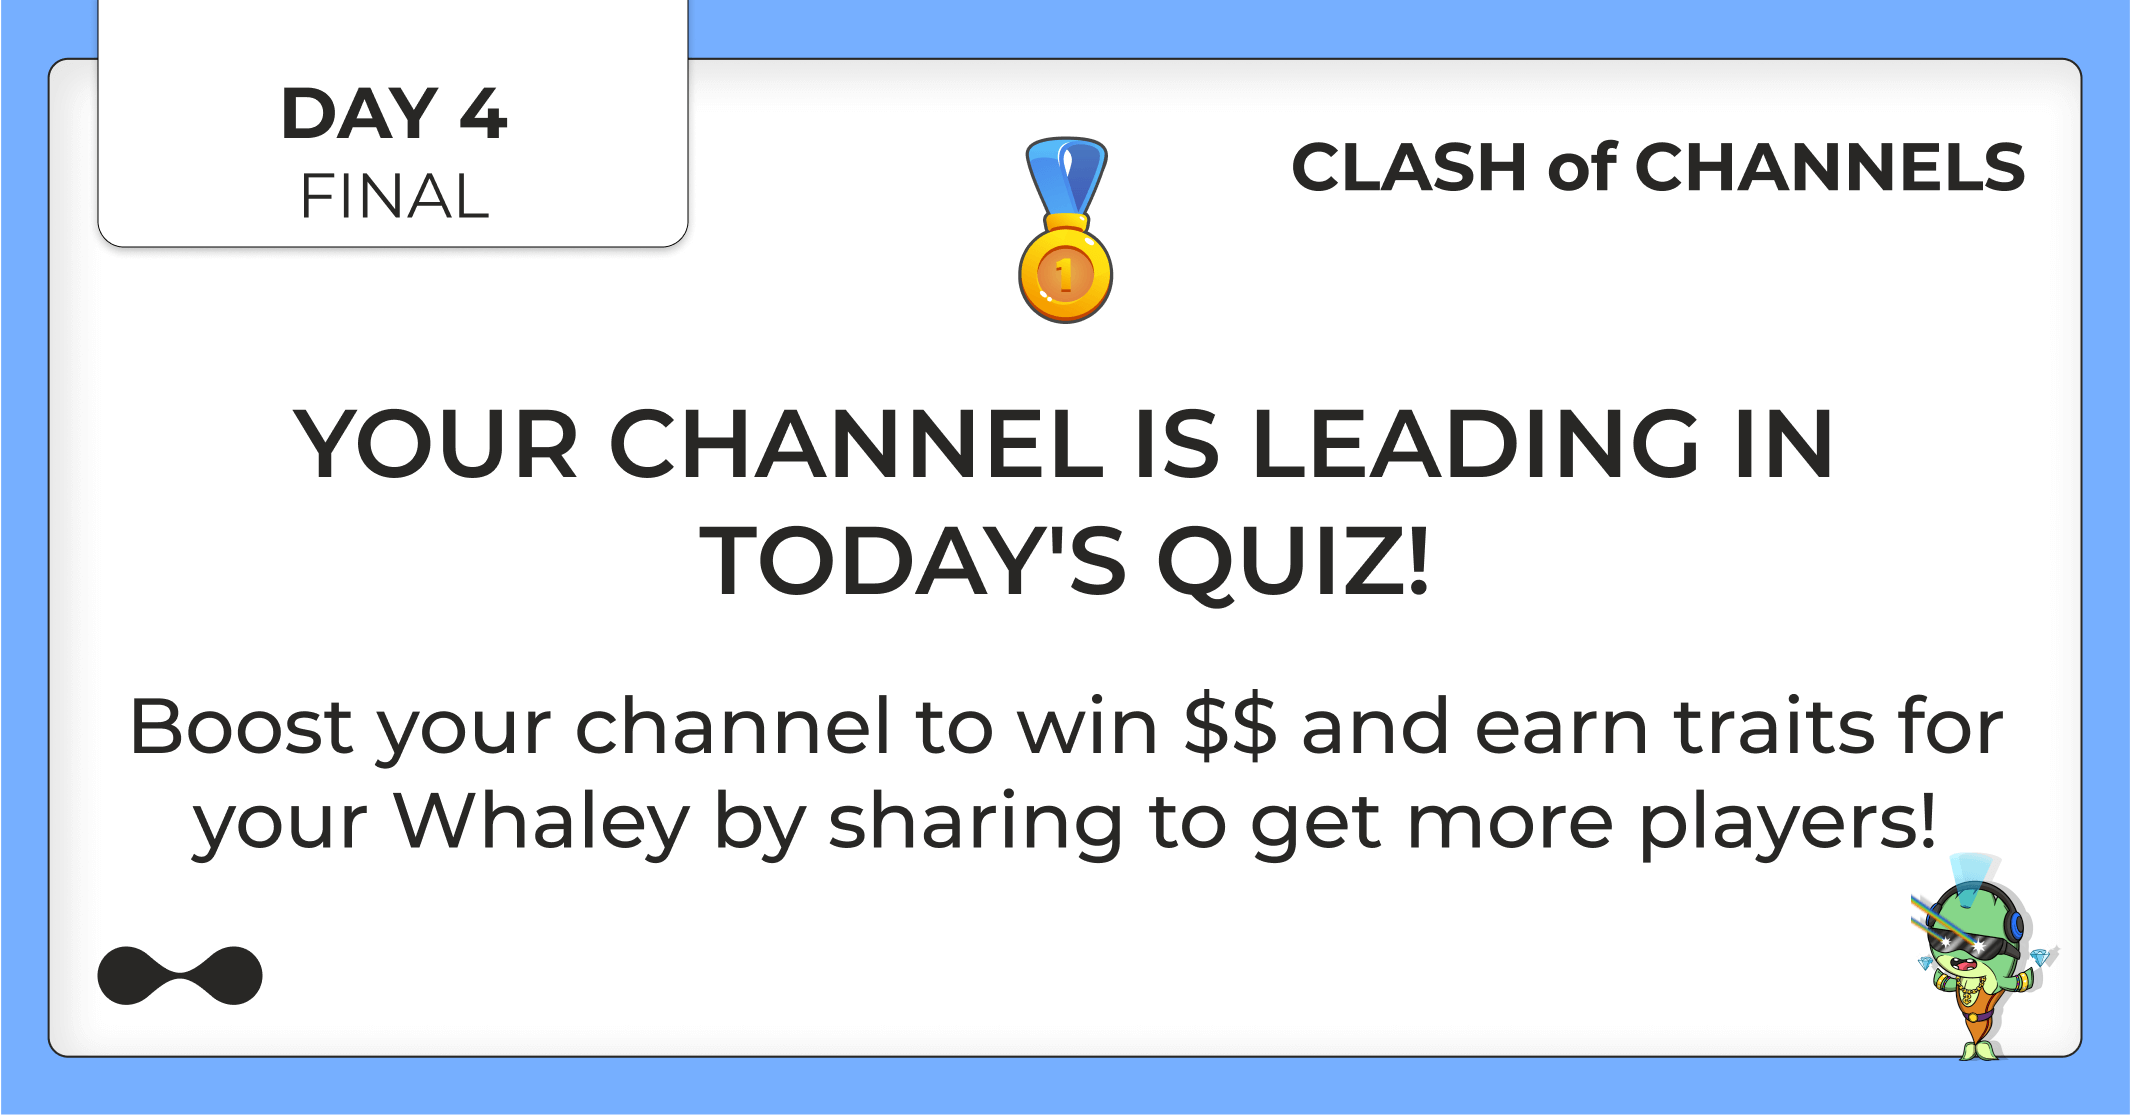 DAY 4
FINAL
CLASH of CHANNELS
1
YOUR CHANNEL IS LEADING IN
TODAY'S QUIZ!
Boost your channel to win $$ and earn traits for
your Whaley by sharing to get more players!